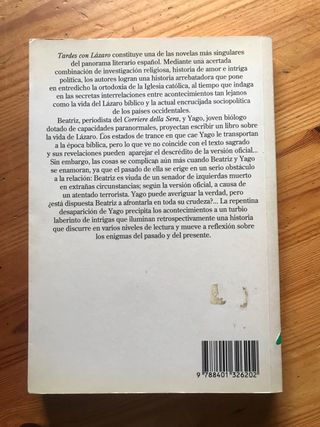 Tardes con Lázaro constituye una de las novelas más singulares
del panorama literario español. Mediante una acertada
combinación de investigación religiosa, historia de amor e intriga
política, los autores logran una historia arrebatadora que pone
en entredicho la ortodoxia de la Iglesia católica, al tiempo que indaga
en las secretas interrelaciones entre acontecimientos tan lejanos
como la vida del Lázaro bíblico y la actual encrucijada sociopolítica
de los países occidentales.
Beatriz, periodista del Corriere della Sera, y Yago, joven biólogo
dotado de capacidades paranormales, proyectan escribir un libro sobre
la vida de Lázaro. Los estados de trance en que cae Yago le transportan
a la época bíblica, pero lo que ve no coincide con el texto sagrado
y sus revelaciones pueden aparejar el descrédito de la versión oficial...
Sin embargo, las cosas se complican aún más cuando Beatriz y Yago
se enamoran, ya que el pasado de ella se erige en un serio obstáculo
a la relación: Beatriz es viuda de un senador de izquierdas muerto
en extrañas circunstancias; según la versión oficial, a causa de
un atentado terrorista. Yago puede averiguar la verdad, pero
¿está dispuesta Beatriz a afrontarla en toda su crudeza?... La repentina
desaparición de Yago precipita los acontecimientos a un turbio
laberinto de intrigas que iluminan retrospectivamente una historia
que discurre en varios niveles de lectura y mueve a reflexión sobre
los enigmas del pasado y del presente.
9 788401 326202